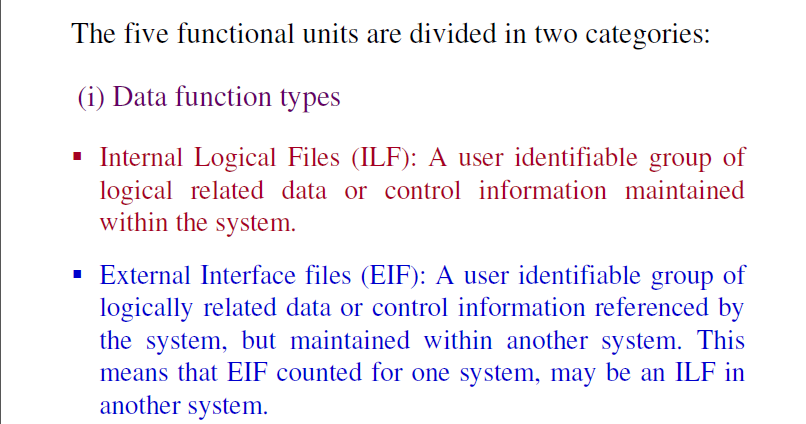 The five functional units are divided in two categories:
(i) Data function types
▪ Internal Logical Files (ILF): A user identifiable group of
logical related data or control information maintained
within the system.
▪ External Interface files (EIF): A user identifiable group of
logically related data or control information referenced by
the system, but maintained within another system. This
means that EIF counted for one system, may be an ILF in
another system.